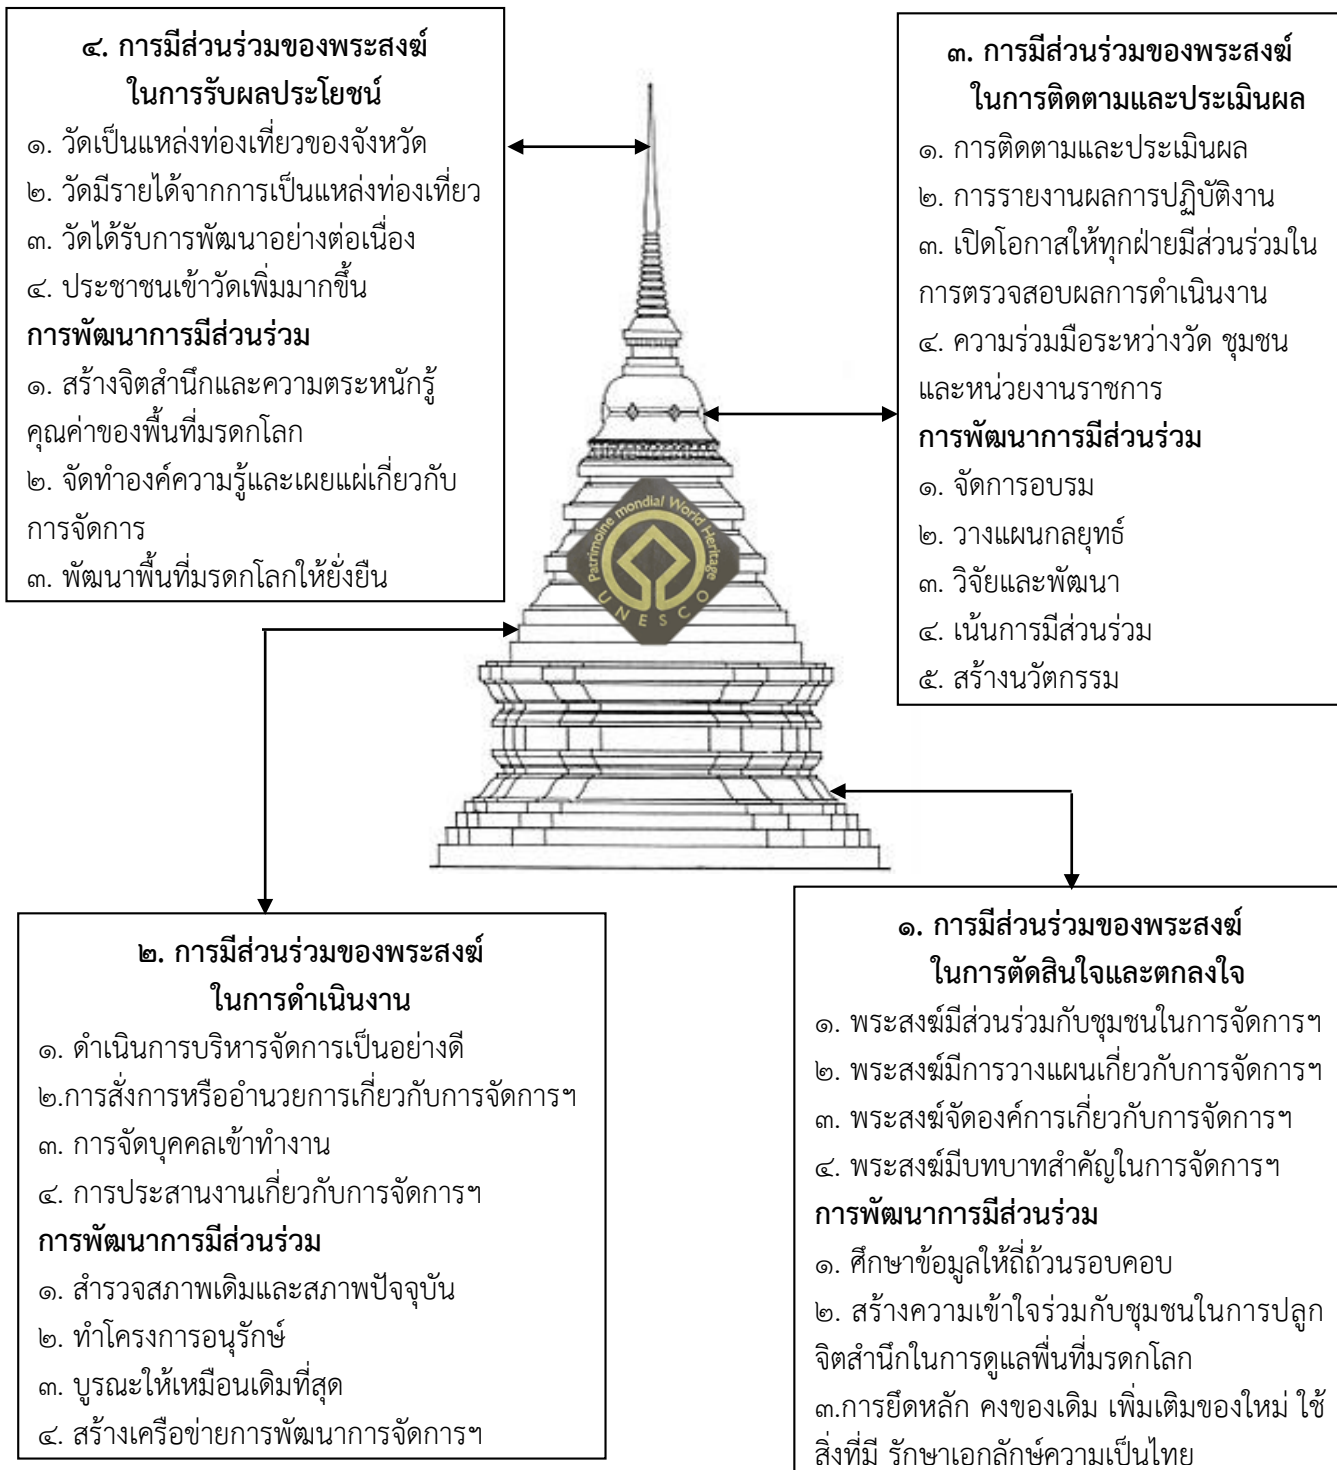 ๔. การมีส่วนร่วมของพระสงฆ์
ในการรับผลประโยชน์
๑. วัดเป็นแหล่งท่องเที่ยวของจังหวัด
๒. วัดมีรายได้จากการเป็นแหล่งท่องเที่ยว
๓. วัดได้รับการพัฒนาอย่างต่อเนื่อง
๔. ประชาชนเข้าวัดเพิ่มมากขึ้น
การพัฒนาการมีส่วนร่วม
๑. สร้างจิตสำนึกและความตระหนักรู้
คุณค่าของพื้นที่มรดกโลก
๒. จัดทำองค์ความรู้และเผยแผ่เกี่ยวกับ
การจัดการ
๓. พัฒนาพื้นที่มรดกโลกให้ยั่งยืน
๓. การมีส่วนร่วมของพระสงฆ์
ในการติดตามและประเมินผล
๑. การติดตามและประเมินผล
๒. การรายงานผลการปฏิบัติงาน
๓. เปิดโอกาสให้ทุกฝ่ายมีส่วนร่วมใน
การตรวจสอบผลการดำเนินงาน
๔. ความร่วมมือระหว่างวัด ชุมชน
และหน่วยงานราชการ
การพัฒนาการมีส่วนร่วม
๑. จัดการอบรม
๒. วางแผนกลยุทธ์
๓. วิจัยและพัฒนา
๔. เน้นการมีส่วนร่วม
๕. สร้างนวัตกรรม
Patrimoine mondial World Heritage
UNESCO
๒. การมีส่วนร่วมของพระสงฆ์
ในการดำเนินงาน
๑. ดำเนินการบริหารจัดการเป็นอย่างดี
๒.การสั่งการหรืออำนวยการเกี่ยวกับการจัดการฯ
๓. การจัดบุคคลเข้าทำงาน
๔. การประสานงานเกี่ยวกับการจัดการฯ
การพัฒนาการมีส่วนร่วม
๑. สำรวจสภาพเดิมและสภาพปัจจุบัน
๒. ทำโครงการอนุรักษ์
๓. บูรณะให้เหมือนเดิมที่สุด
๔. สร้างเครือข่ายการพัฒนาการจัดการฯ
๑. การมีส่วนร่วมของพระสงฆ์
ในการตัดสินใจและตกลงใจ
๑. พระสงฆ์มีส่วนร่วมกับชุมชนในการจัดการฯ
๒. พระสงฆ์มีการวางแผนเกี่ยวกับการจัดการฯ
๓. พระสงฆ์จัดองค์การเกี่ยวกับการจัดการฯ
๔. พระสงฆ์มีบทบาทสำคัญในการจัดการฯ
การพัฒนาการมีส่วนร่วม
๑. ศึกษาข้อมูลให้ถี่ถ้วนรอบคอบ
๒. สร้างความเข้าใจร่วมกับชุมชนในการปลูก
จิตสำนึกในการดูแลพื่นที่มรดกโลก
๓.การยึดหลัก คงของเดิม เพิ่มเติมของใหม่ ใช้
สิ่งที่มี รักษาเอกลักษ์ความเป็นไทย